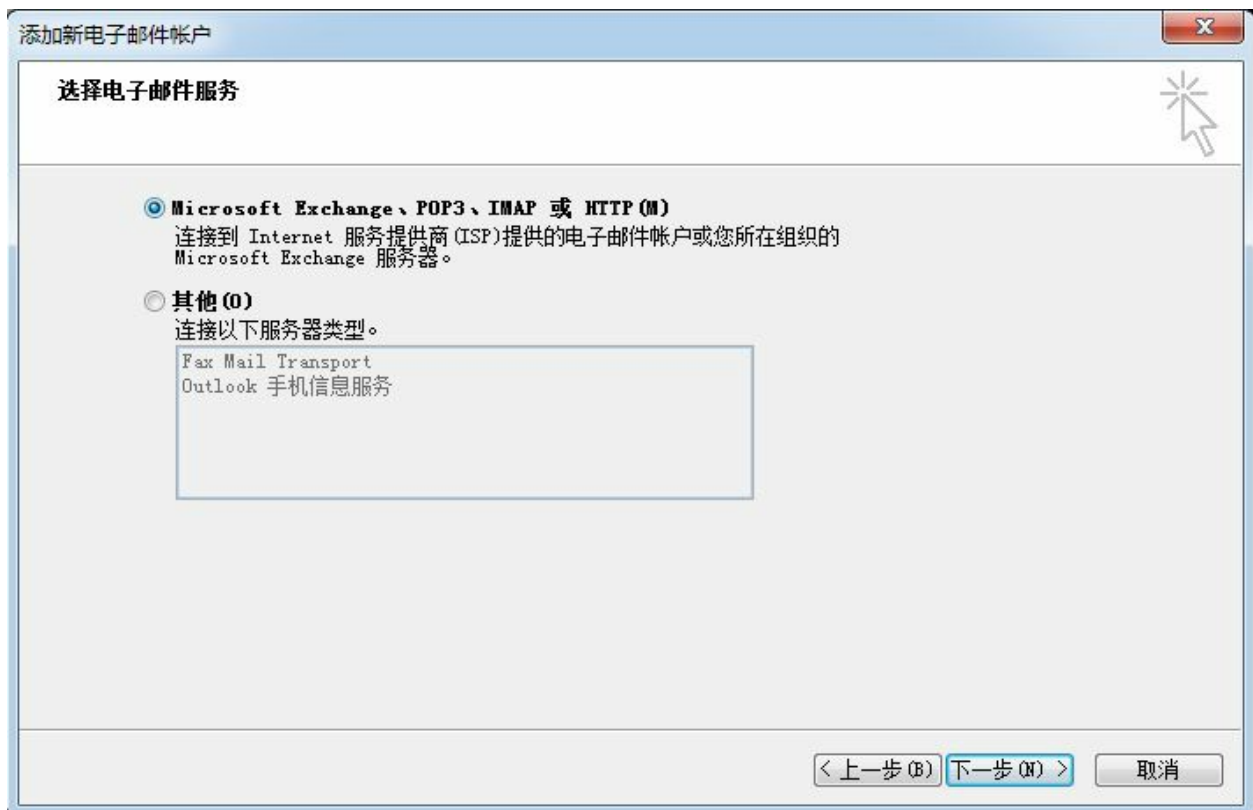 添加新电子邮件帐户
选择电子邮件服务
Microsoft Exchange、POP3、IMAP 或 HTTP(M)
连接到 Internet 服务提供商(ISP)提供的电子邮件帐户或您所在组织的
Microsoft Exchange 服务器。
其他(O)
连接以下服务器类型。
Fax Mail Transport
Outlook 手机信息服务
< 上一步(B) 下一步(N) > 取消